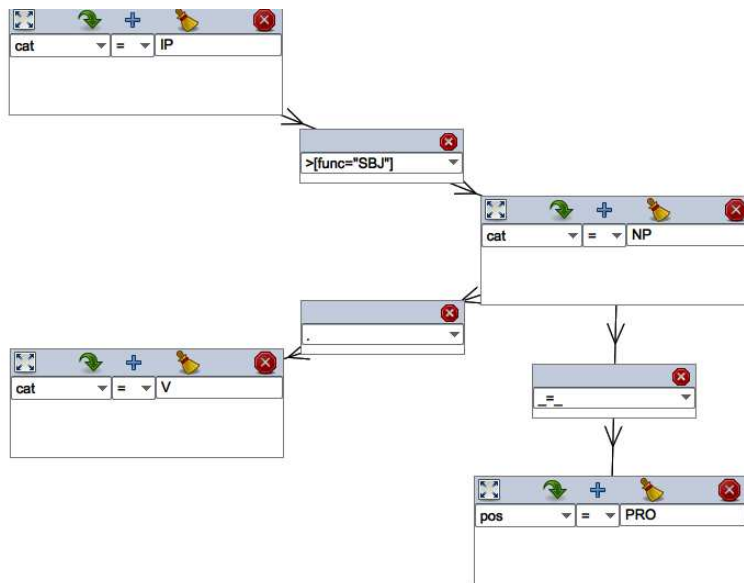 cat = IP
>[func="SBJ"]
cat = NP
.
cat = V
_=_
pos = PRO